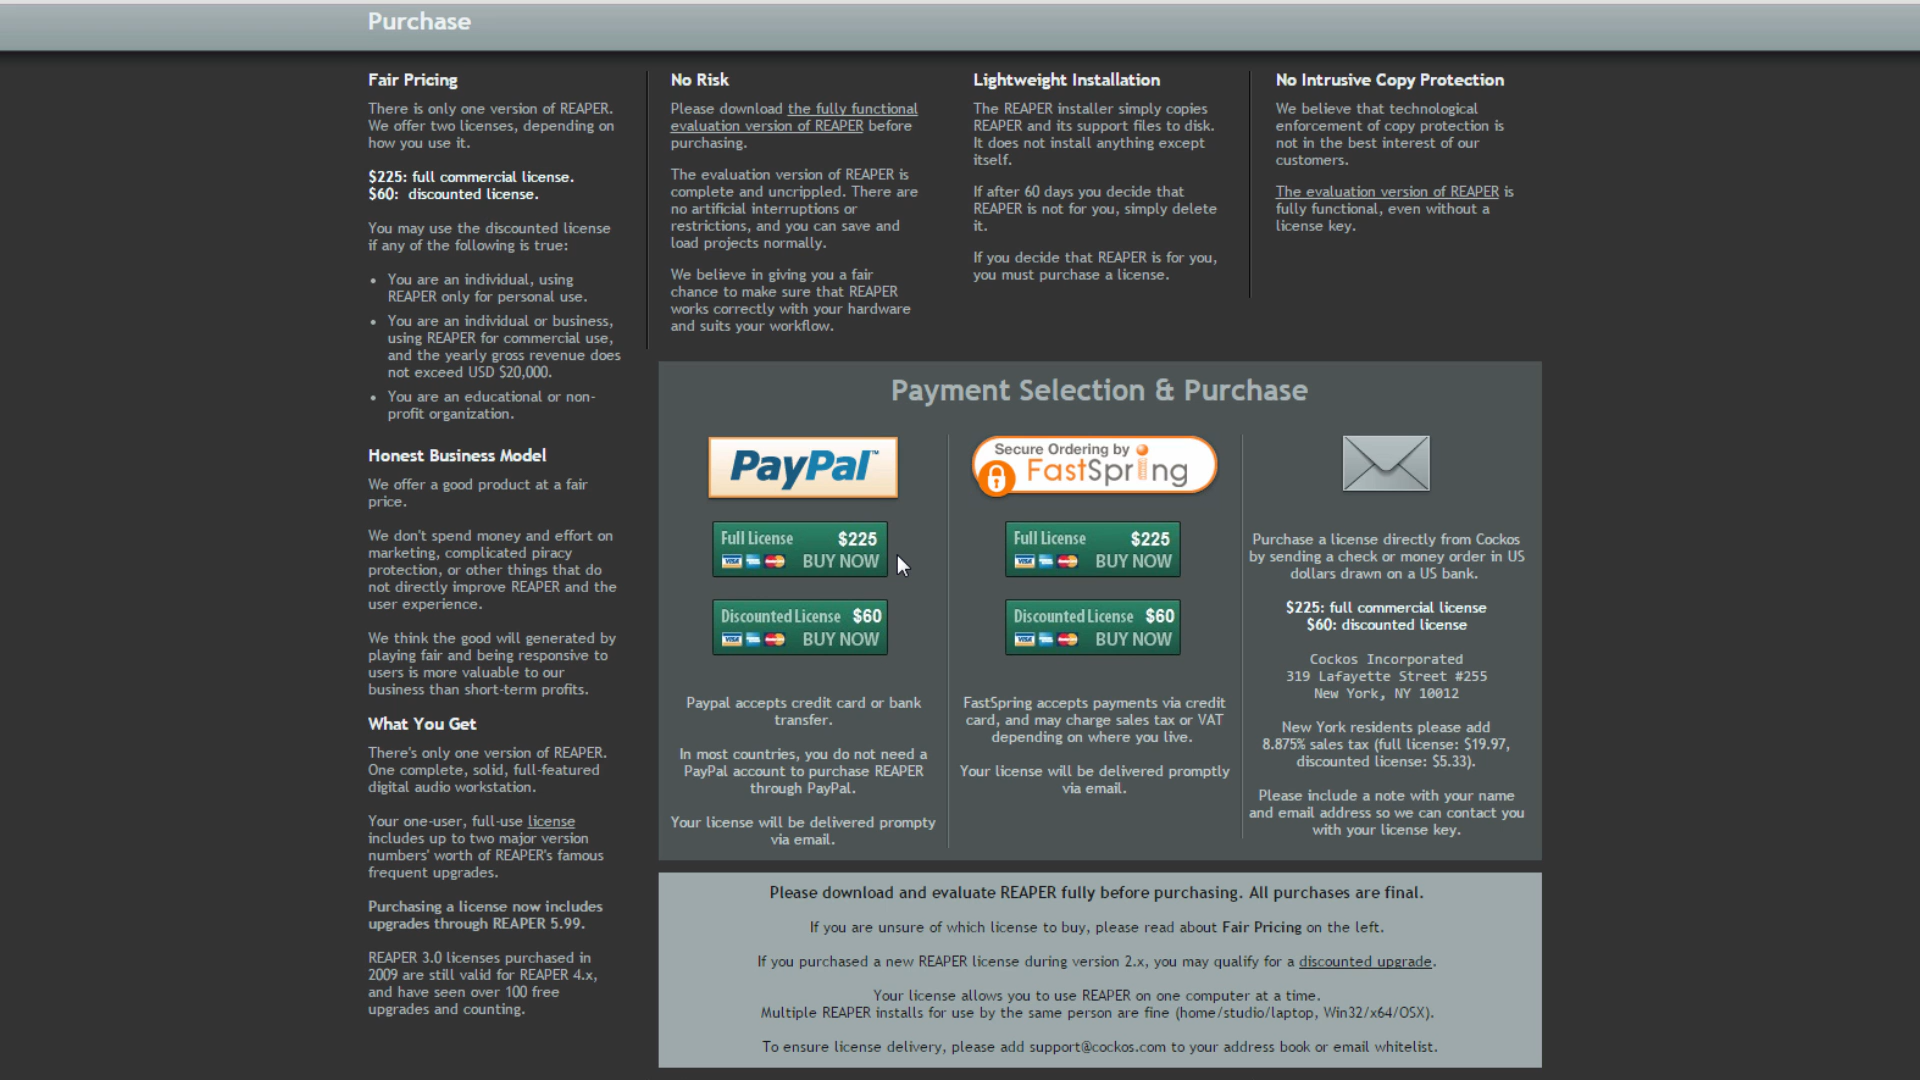 Purchase
Fair Pricing
There is only one version of REAPER.
We offer two licenses, depending on
how you use it.
$225: full commercial license.
$60: discounted license.
You may use the discounted license
if any of the following is true:
• You are an individual, using
REAPER only for personal use.
• You are an individual or business,
using REAPER for commercial use,
and the yearly gross revenue does
not exceed USD $20,000.
• You are an educational or non-
profit organization.
Honest Business Model
We offer a good product at a fair
price.
We don't spend money and effort on
marketing, complicated piracy
protection, or other things that do
not directly improve REAPER and the
user experience.
We think the good will generated by
playing fair and being responsive to
users is more valuable to our
business than short-term profits.
What You Get
There's only one version of REAPER.
One complete, solid, full-featured
digital audio workstation.
Your one-user, full-use license
includes up to two major version
numbers' worth of REAPER's famous
frequent upgrades.
Purchasing a license now includes
upgrades through REAPER 5.99.
REAPER 3.0 licenses purchased in
2009 are still valid for REAPER 4.x,
and have seen over 100 free
upgrades and counting.
No Risk
Please download the fully functional
evaluation version of REAPER before
purchasing.
The evaluation version of REAPER is
complete and uncrippled. There are
no artificial interruptions or
restrictions, and you can save and
load projects normally.
We believe in giving you a fair
chance to make sure that REAPER
works correctly with your hardware
and suits your workflow.
Lightweight Installation
The REAPER installer simply copies
REAPER and its support files to disk.
It does not install anything except
itself.
If after 60 days you decide that
REAPER is not for you, simply delete
it.
If you decide that REAPER is for you,
you must purchase a license.
No Intrusive Copy Protection
We believe that technological
enforcement of copy protection is
not in the best interest of our
customers.
The evaluation version of REAPER is
fully functional, even without a
license key.
Payment Selection & Purchase
PayPal™
Full License $225
VISA BUY NOW
Discounted License $60
VISA BUY NOW
Paypal accepts credit card or bank
transfer.
In most countries, you do not need a
PayPal account to purchase REAPER
through PayPal.
Your license will be delivered prompty
via email.
Secure Ordering by
FastSpring
Full License $225
VISA BUY NOW
Discounted License $60
VISA BUY NOW
FastSpring accepts payments via credit
card, and may charge sales tax or VAT
depending on where you live.
Your license will be delivered promptly
via email.
Purchase a license directly from Cockos
by sending a check or money order in US
dollars drawn on a US bank.
$225: full commercial license
$60: discounted license
Cockos Incorporated
319 Lafayette Street #255
New York, NY 10012
New York residents please add
8.875% sales tax (full license: $19.97,
discounted license: $5.33).
Please include a note with your name
and email address so we can contact you
with your license key.
Please download and evaluate REAPER fully before purchasing. All purchases are final.
If you are unsure of which license to buy, please read about Fair Pricing on the left.
If you purchased a new REAPER license during version 2.x, you may qualify for a discounted upgrade.
Your license allows you to use REAPER on one computer at a time.
Multiple REAPER installs for use by the same person are fine (home/studio/laptop, Win32/x64/OSX).
To ensure license delivery, please add support@cockos.com to your address book or email whitelist.